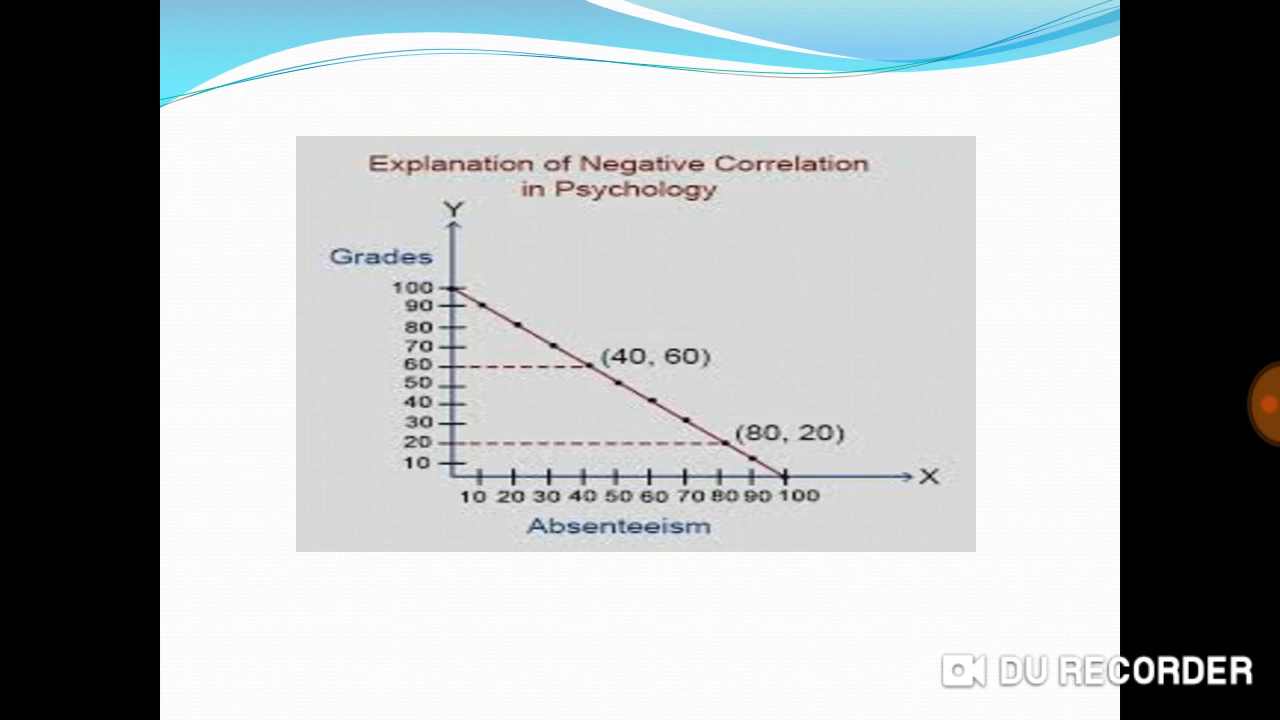 Explanation of Negative Correlation
in Psychology
Y
Grades
100
90
80
70
60
50
40
30
20
10
(40, 60)
(80, 20)
X
10 20 30 40 50 60 70 80 90 100
Absenteeism
DU RECORDER